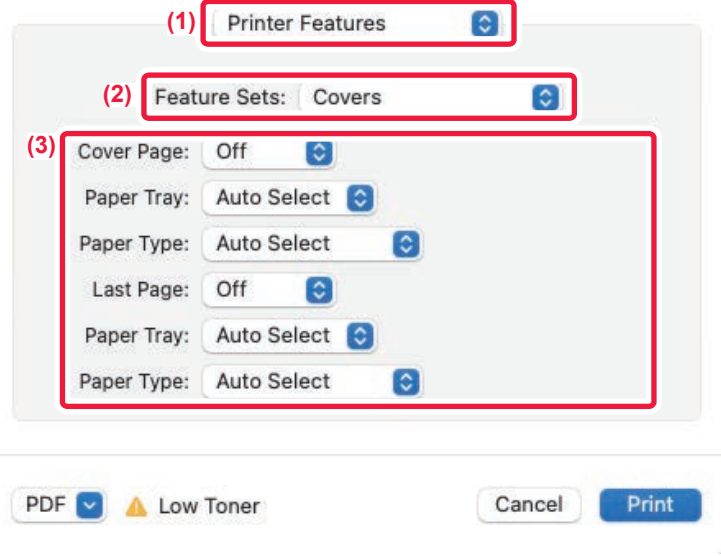 (1) Printer Features
(2) Feature Sets: Covers
(3) Cover Page: Off
Paper Tray: Auto Select
Paper Type: Auto Select
Last Page: Off
Paper Tray: Auto Select
Paper Type: Auto Select
PDF Low Toner Cancel Print